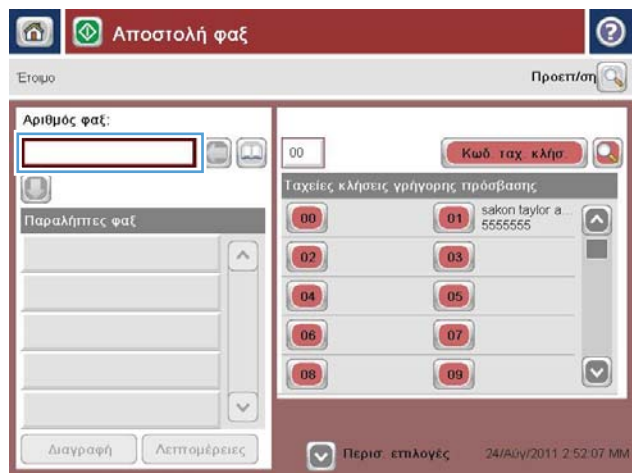 Αποστολή φαξ
Έτοιμο
Προεπ/ση
Αριθμός φαξ:
00
Κωδ. ταχ. κλήσ.
Ταχείες κλήσεις γρήγορης πρόσβασης
Παραλήπτες φαξ
00
01 sakon taylor a...
5555555
02 03
04 05
06 07
08 09
Διαγραφή Λεπτομέρειες
Περισ. επιλογές
24/Αύγ/2011 2:52:07 ΜΜ